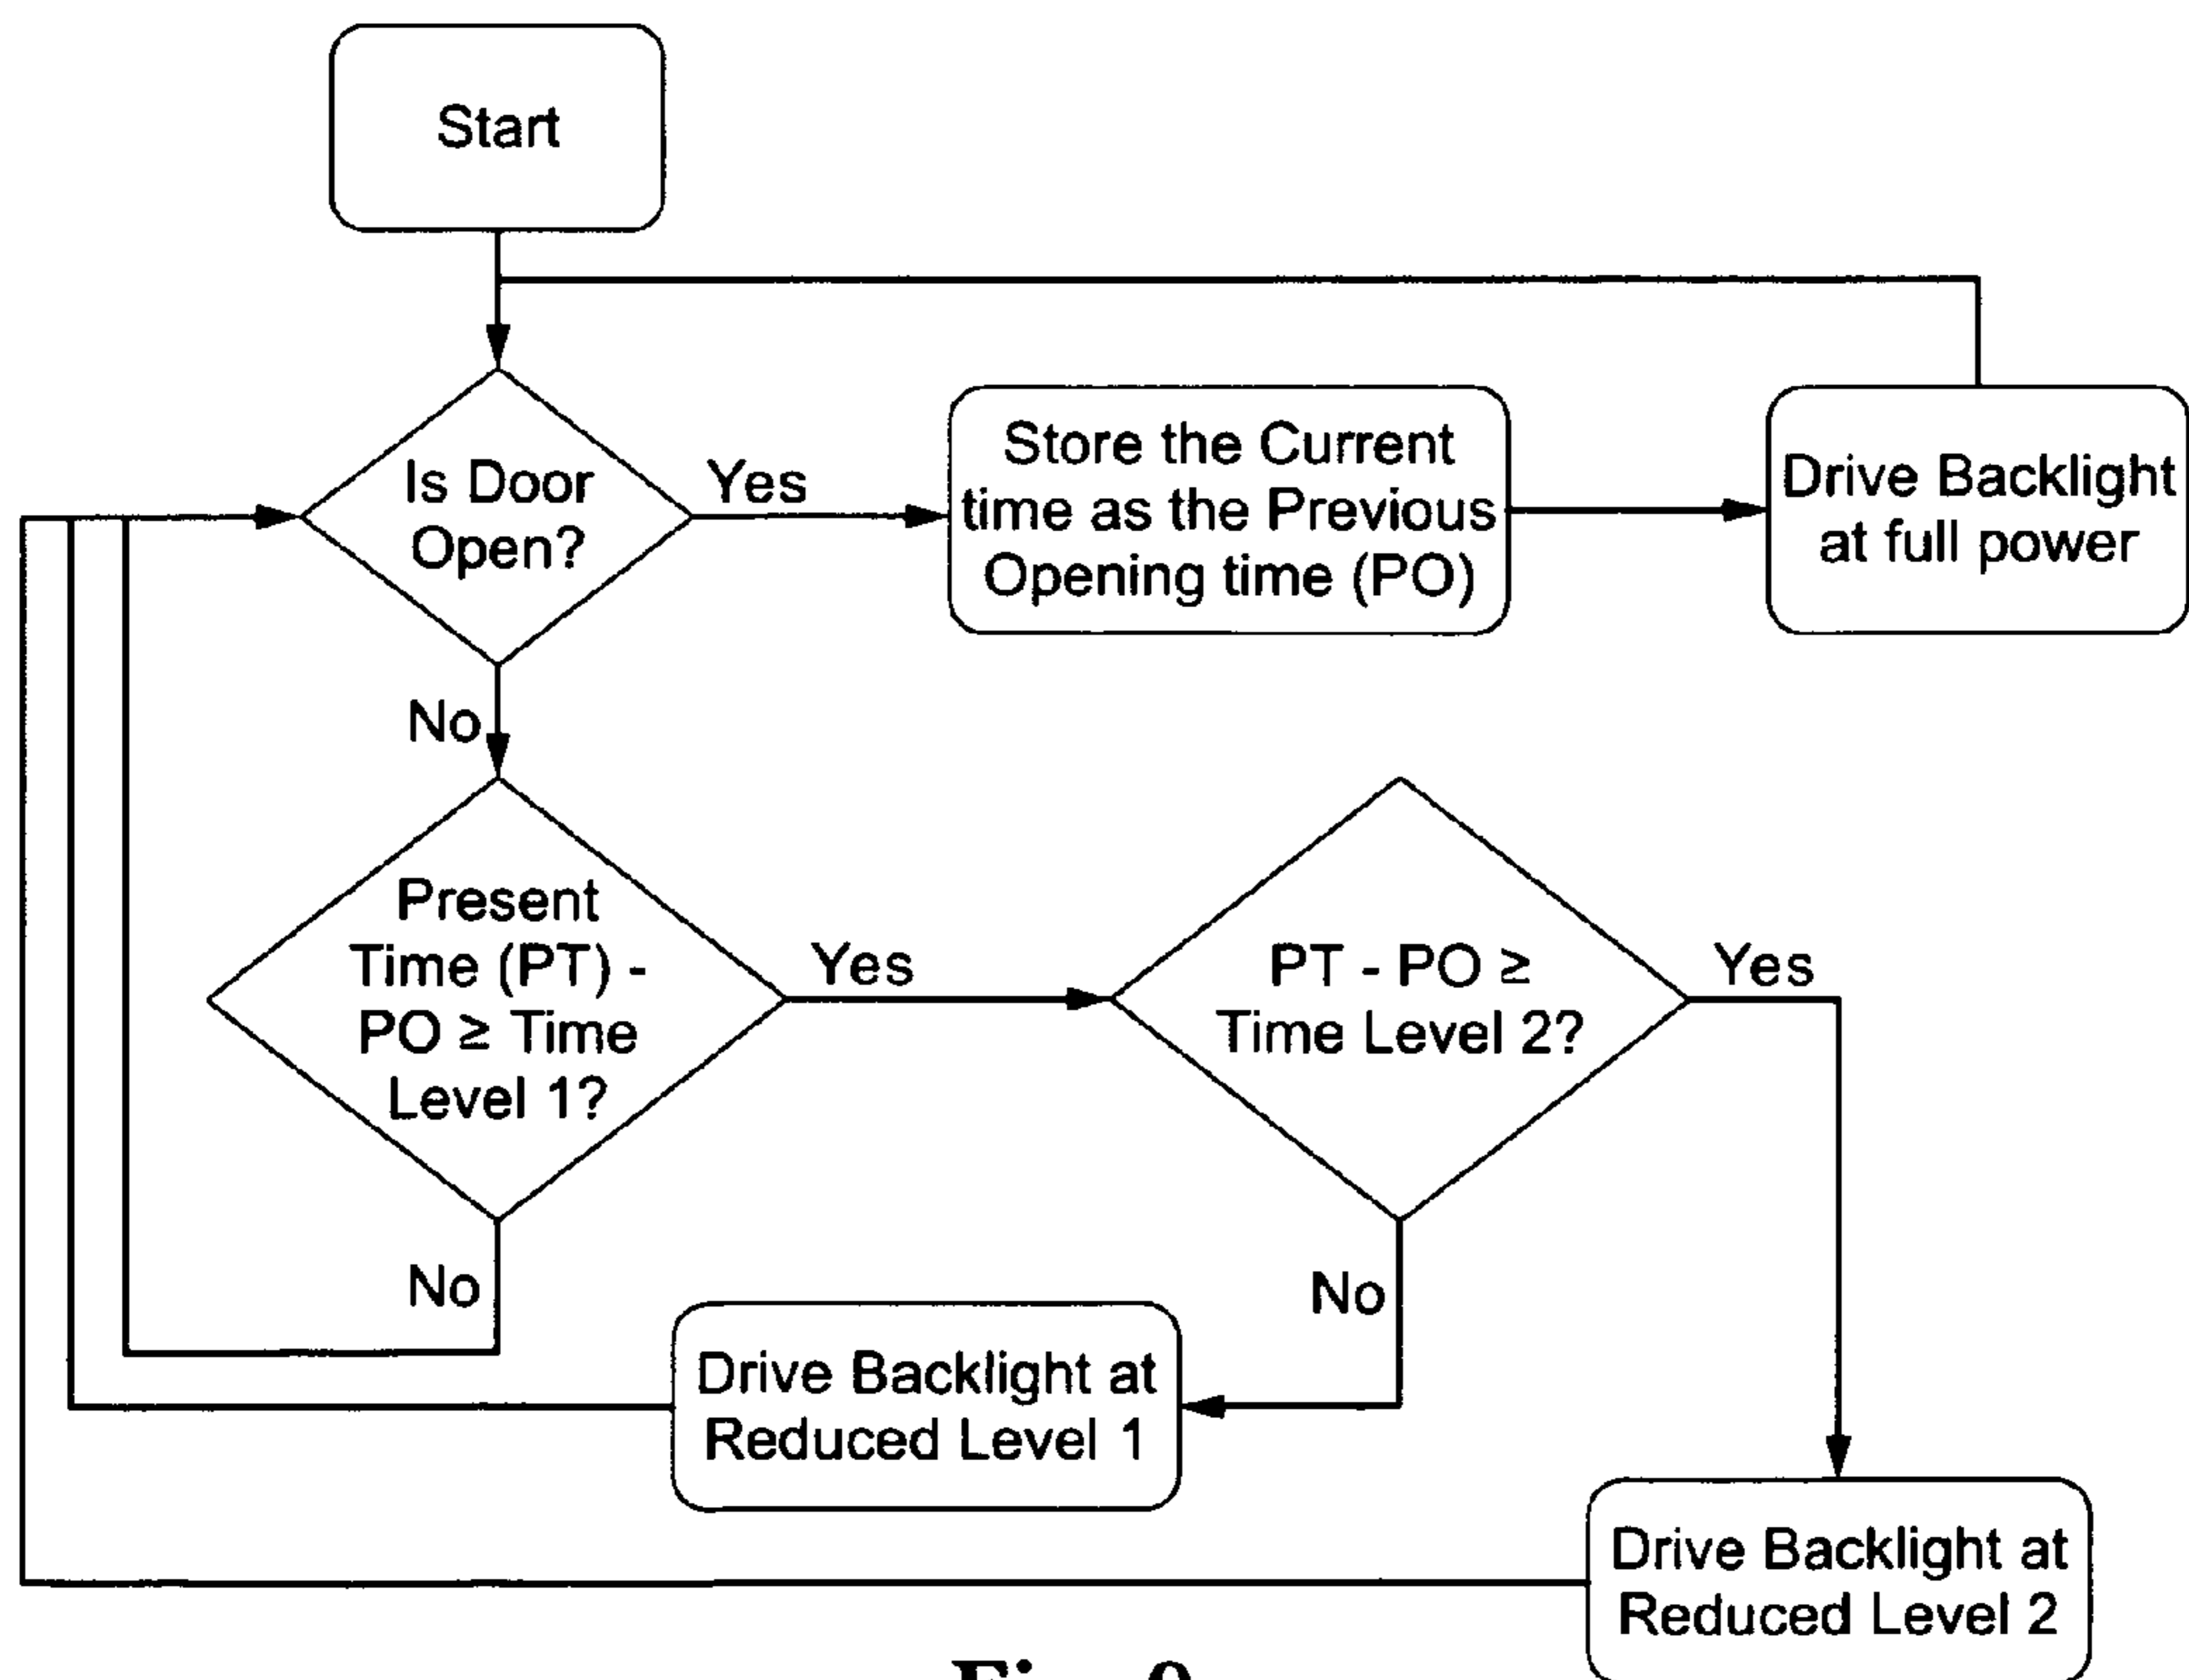 Start
Is Door
Open?
Yes
Store the Current
time as the Previous
Opening time (PO)
Drive Backlight
at full power
No
Present
Time (PT) -
PO ≥ Time
Level 1?
Yes
PT - PO ≥
Time Level 2?
Yes
No
No
Drive Backlight at
Reduced Level 1
Drive Backlight at
Reduced Level 2